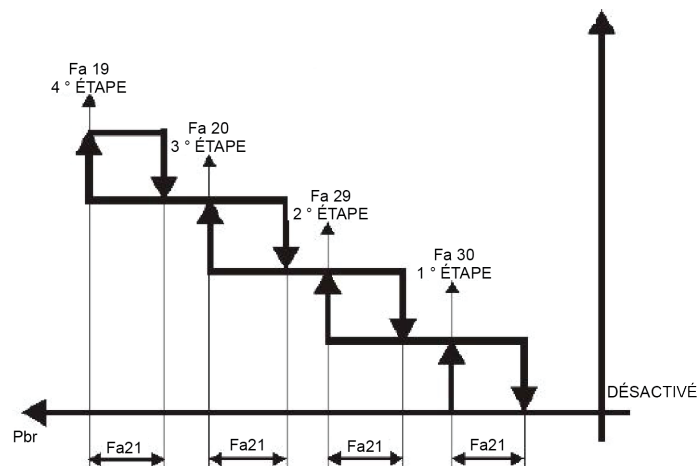 Fa 19
4 ° ÉTAPE
Fa 20
3 ° ÉTAPE
Fa 29
2 ° ÉTAPE
Fa 30
1 ° ÉTAPE
DÉSACTIVÉ
Pbr
Fa21
Fa21
Fa21
Fa21